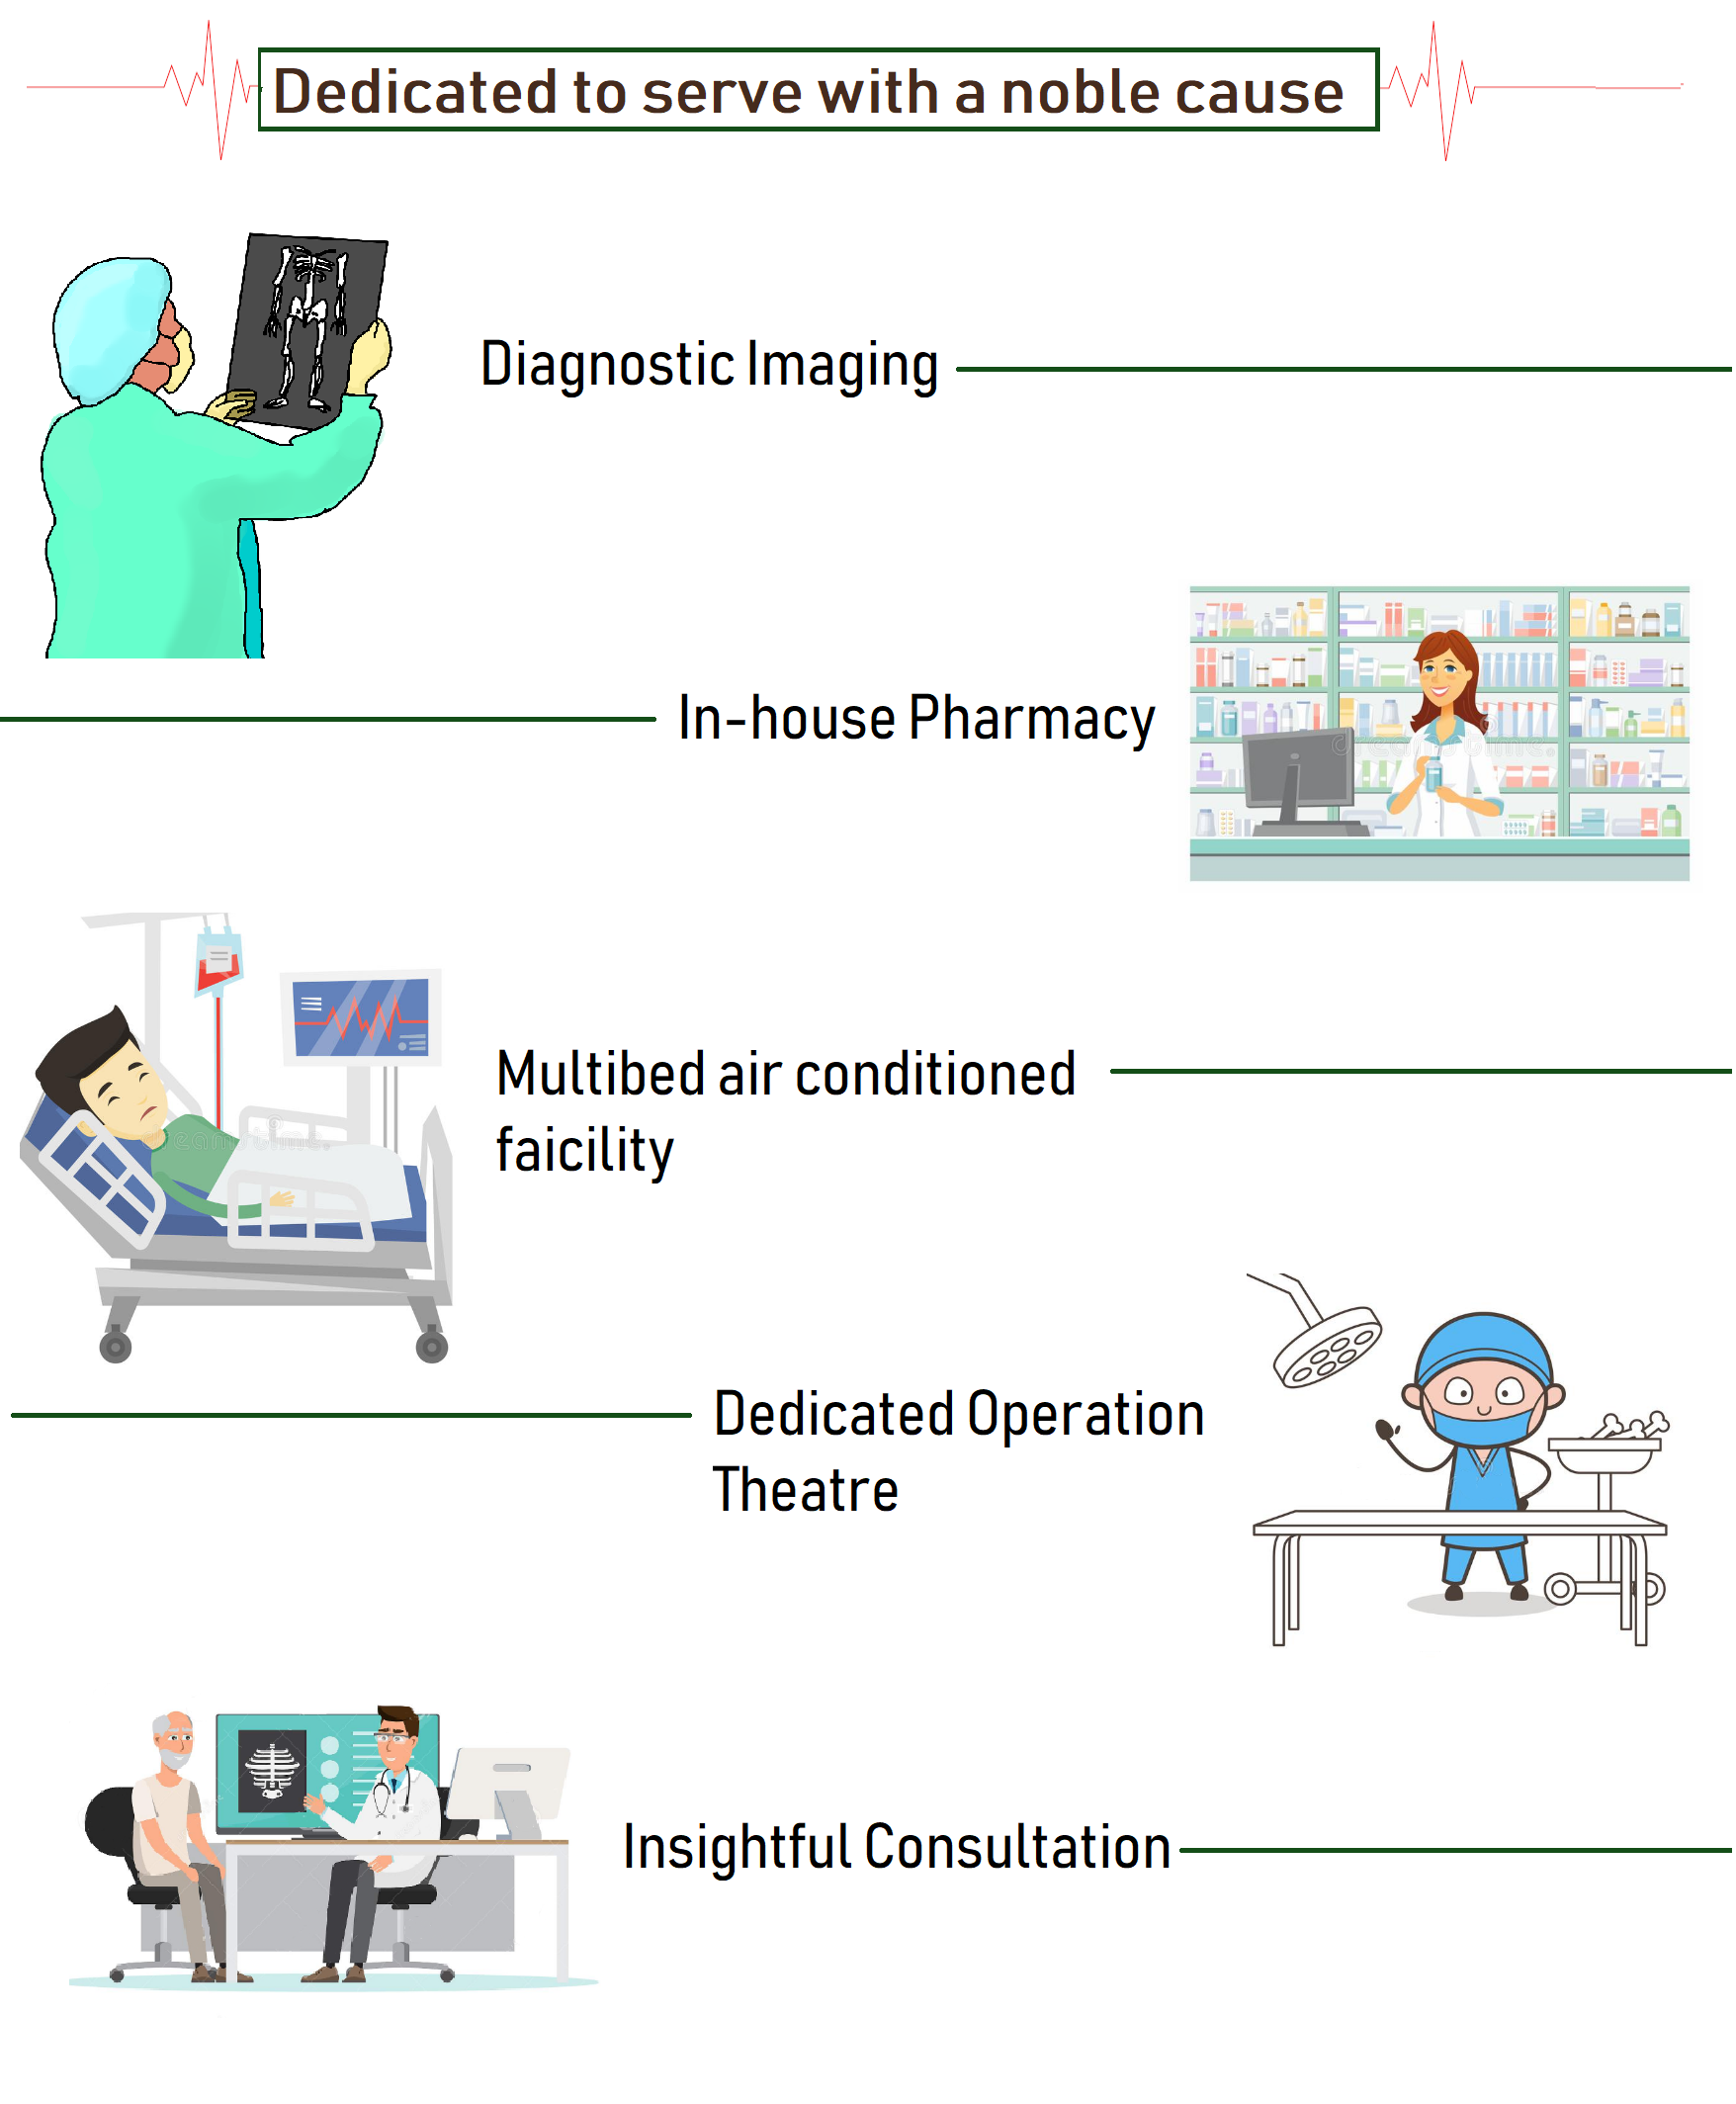 Dedicated to serve with a noble cause
Diagnostic Imaging
In-house Pharmacy
Multibed air conditioned
faicility
Dedicated Operation
Theatre
Insightful Consultation